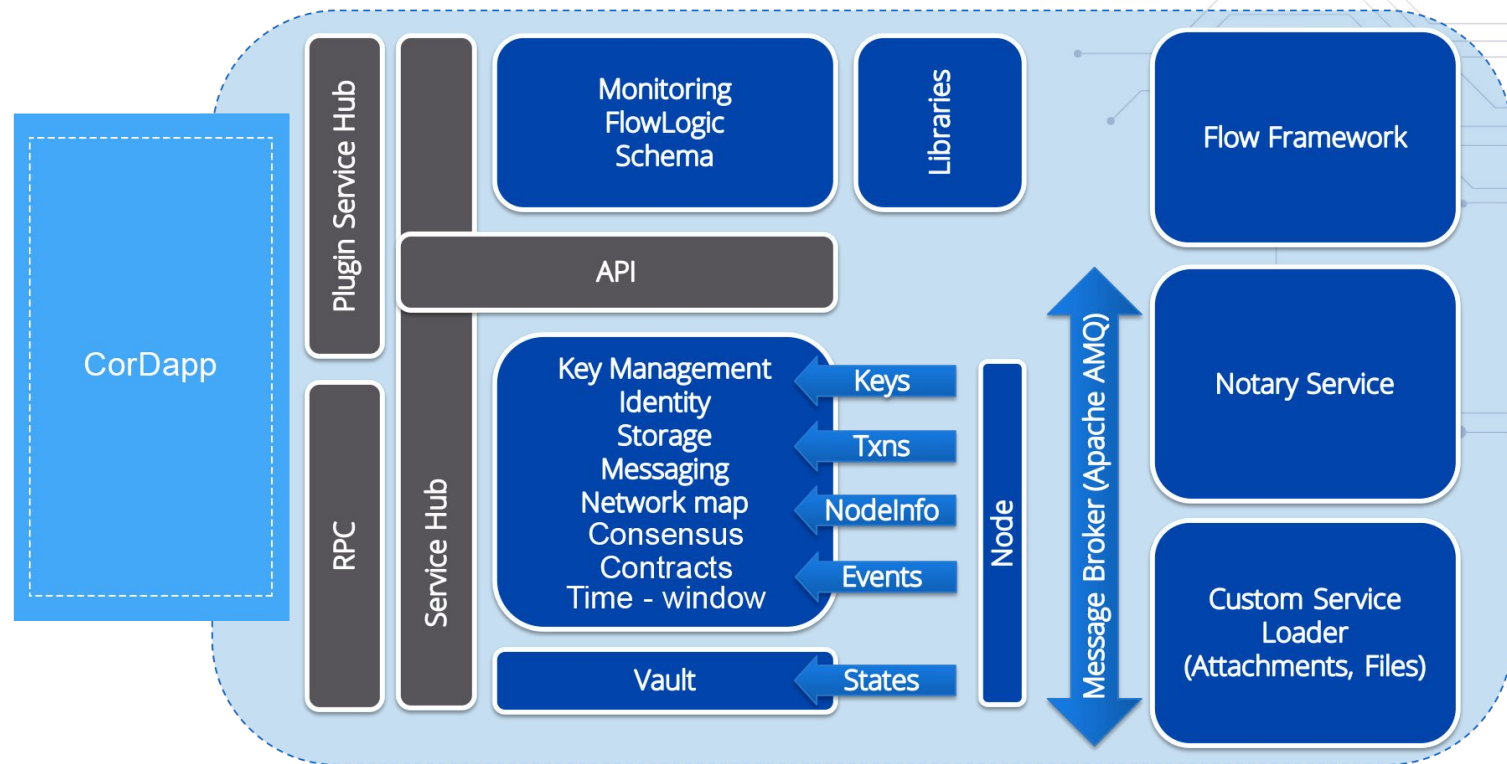 CorDapp
Plugin Service Hub
RPC
Service Hub
Monitoring
FlowLogic
Schema
Libraries
API
Key Management
Identity
Storage
Messaging
Network map
Consensus
Contracts
Time - window
Keys
Txns
NodeInfo
Events
Vault
States
Node
Message Broker (Apache AMQ)
Flow Framework
Notary Service
Custom Service
Loader
(Attachments, Files)